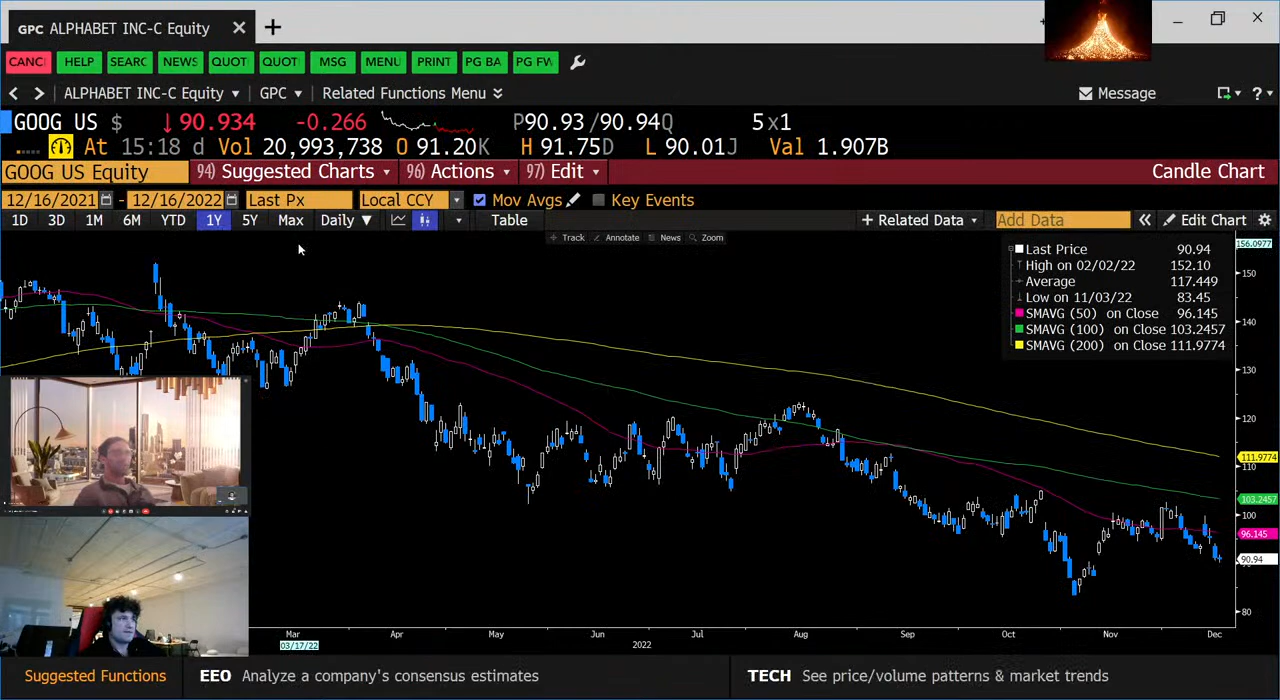 GPC ALPHABET INC-C Equity
CANC HELP SEARC NEWS QUOT QUOT MSG MENU PRINT PG BA PG FW
ALPHABET INC-C Equity GPC Related Functions Menu Message ?
GOOG US $ ↓90.934 -0.266 P90.93/90.94Q 5x1
At 15:18 d Vol 20,993,738 O 91.20K H 91.75D L 90.01J Val 1.907B
GOOG US Equity 94) Suggested Charts 96) Actions 97) Edit Candle Chart
12/16/2021 - 12/16/2022 Last Px Local CCY Mov Avgs Key Events
1D 3D 1M 6M YTD 1Y 5Y Max Daily ▼ Table + Related Data Add Data « Edit Chart
Track Annotate News Zoom
156.0977
Last Price 90.94
High on 02/02/22 152.10
Average 117.449
Low on 11/03/22 83.45
SMAVG (50) on Close 96.145
SMAVG (100) on Close 103.2457
SMAVG (200) on Close 111.9774
150
140
130
120
111.9774
110
103.2457
100
96.145
90.94
80
Mar Apr May Jun Jul Aug Sep Oct Nov Dec
03/17/22 2022
Suggested Functions EEO Analyze a company's consensus estimates TECH See price/volume patterns & market trends